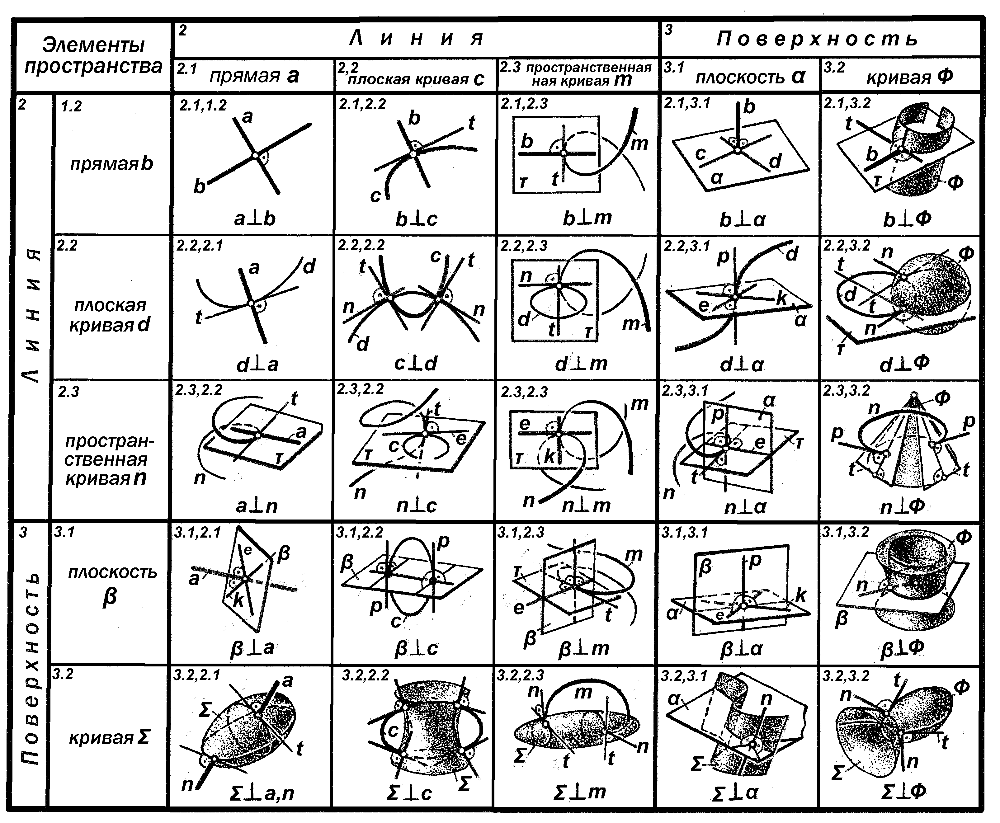 Элементы
пространства
2
Линия
3
Поверхность
2.1 прямая a
2,2
плоская кривая c
2.3 пространственная
ная кривая m
3.1 плоскость α
3.2 кривая Ф
2
Линия
1.2
прямая b
2.1,1.2
a
b
a⊥b
2.1,2.2
b
t
c
b⊥c
2.1,2.3
b
m
τ
t
b⊥m
2.1,3.1
b
c
d
α
b⊥α
2.1,3.2
t
b
τ
Ф
b⊥Ф
2.2
плоская
кривая d
2.2,2.1
a
d
t
d⊥a
2.2,2.2
t
c
t
n
n
d
c⊥d
2.2,2.3
n
d
t
τ
m
d⊥m
2.2,3.1
p
d
e
k
α
d⊥α
2.2,3.2
t
n
Ф
d
t
n
τ
d⊥Ф
2.3
простран-
ственная
кривая n
2.3,2.2
t
a
τ
n
a⊥n
2.3,2.2
t
c
e
τ
n
n⊥c
2.3,2.3
m
e
τ
k
n
n⊥m
2.3,3.1
α
p
e
τ
t
n
n⊥α
2.3,3.2
Ф
n
p
p
t
t
n⊥Ф
3
Поверхность
3.1
плоскость
β
3.1,2.1
e
β
a
k
β⊥a
3.1,2.2
p
β
p
c
β⊥c
3.1,2.3
m
τ
e
t
β
β⊥m
3.1,3.1
β
p
k
α
e
β⊥α
3.1,3.2
Ф
n
β
β⊥Ф
3.2
кривая Σ
3.2,2.1
a
Σ
t
n
Σ⊥a,n
3.2,2.2
c
Σ
Σ⊥c
3.2,2.3
n
m
Σ
t
t
n
Σ⊥m
3.2,3.1
α
n
Σ
Σ⊥α
3.2,3.2
t
n
Ф
t
n
Σ
Σ⊥Ф